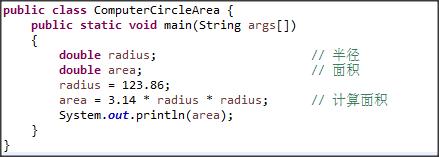 public class ComputerCircleArea {
    public static void main(String args[])
    {
        double radius;                    // 半径
        double area;                      // 面积
        radius = 123.86;
        area = 3.14 * radius * radius;    // 计算面积
        System.out.println(area);
    }
}